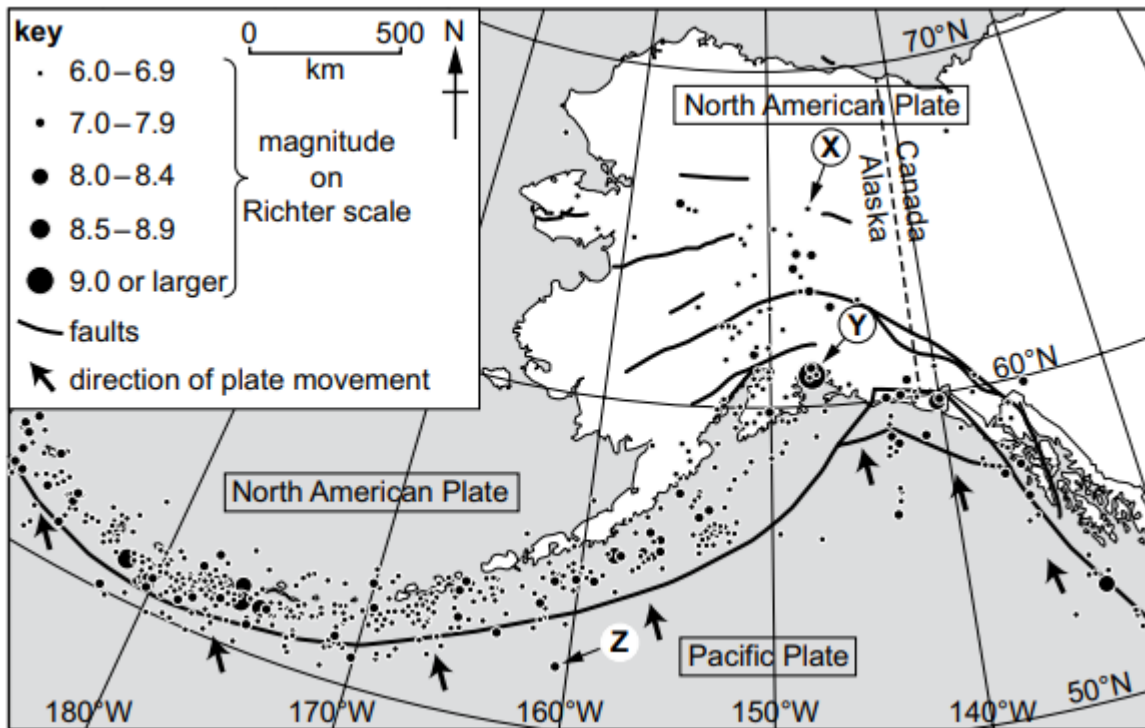 key
0 500
km
N
6.0–6.9
7.0–7.9
8.0–8.4
8.5–8.9
9.0 or larger
magnitude
on
Richter scale
faults
direction of plate movement
70°N
North American Plate
X
Canada
Alaska
Y
60°N
North American Plate
Z
Pacific Plate
180°W
170°W
160°W
150°W
140°W
50°N